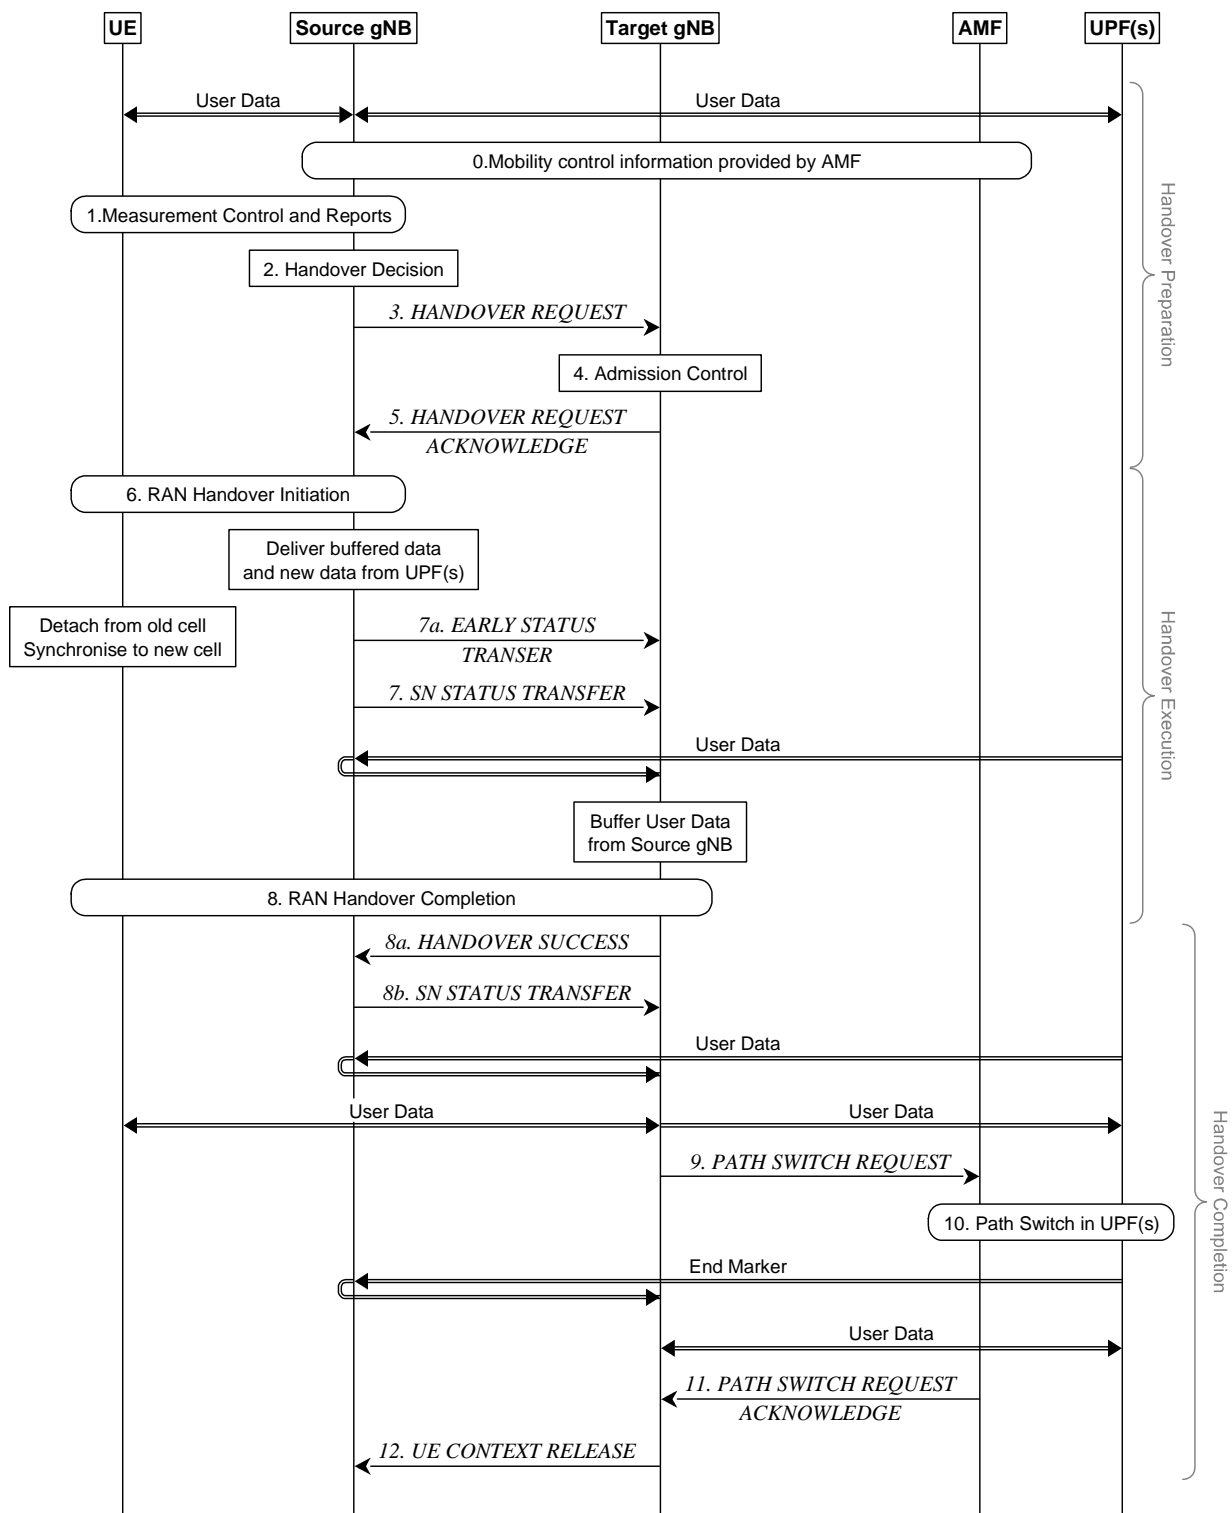 UE
Source gNB
Target gNB
AMF
UPF(s)
User Data
User Data
0.Mobility control information provided by AMF
1.Measurement Control and Reports
2. Handover Decision
3. HANDOVER REQUEST
4. Admission Control
5. HANDOVER REQUEST
ACKNOWLEDGE
Handover Preparation
6. RAN Handover Initiation
Deliver buffered data
and new data from UPF(s)
Detach from old cell
Synchronise to new cell
7a. EARLY STATUS
TRANSER
7. SN STATUS TRANSFER
User Data
Buffer User Data
from Source gNB
8. RAN Handover Completion
Handover Execution
8a. HANDOVER SUCCESS
8b. SN STATUS TRANSFER
User Data
User Data
User Data
9. PATH SWITCH REQUEST
10. Path Switch in UPF(s)
End Marker
User Data
11. PATH SWITCH REQUEST
ACKNOWLEDGE
12. UE CONTEXT RELEASE
Handover Completion